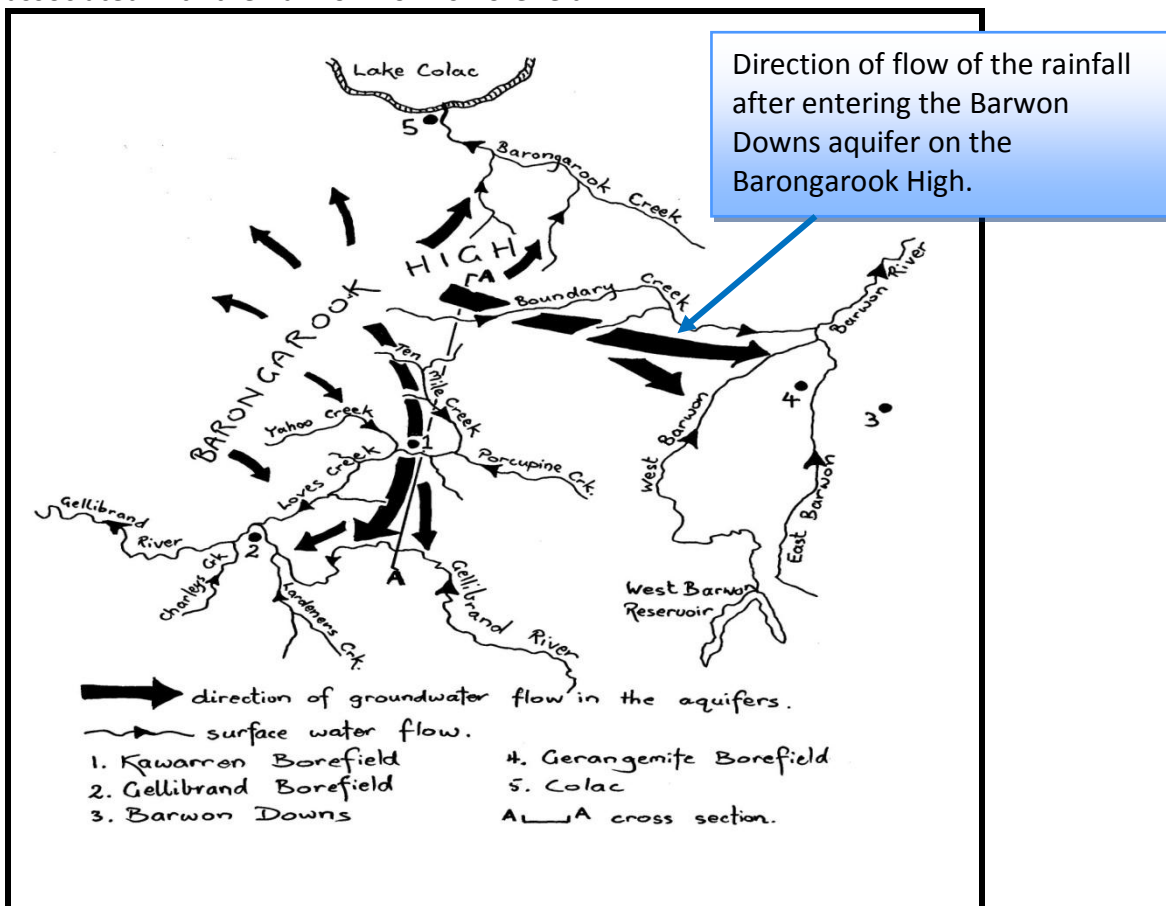 Lake Colac
Direction of flow of the rainfall
after entering the Barwon
Downs aquifer on the
Barongarook High.
5
Barongarook
Creek
HIGH
A
BARONGAROOK
Boundary
Creek
Barwon River
Ten
Mile Creek
4
3
Yahoo Creek
1
Porcupine Crk.
West Barwon
East Barwon
Loves Creek
Gellibrand
River
2
Charleys Ck
Lardeners Crk.
A
Gellibrand River
West Barwon
Reservoir
direction of groundwater flow in the aquifers.
surface water flow.
1. Kawarren Borefield
2. Gellibrand Borefield
3. Barwon Downs
4. Gerangemite Borefield
5. Colac
A A cross section.